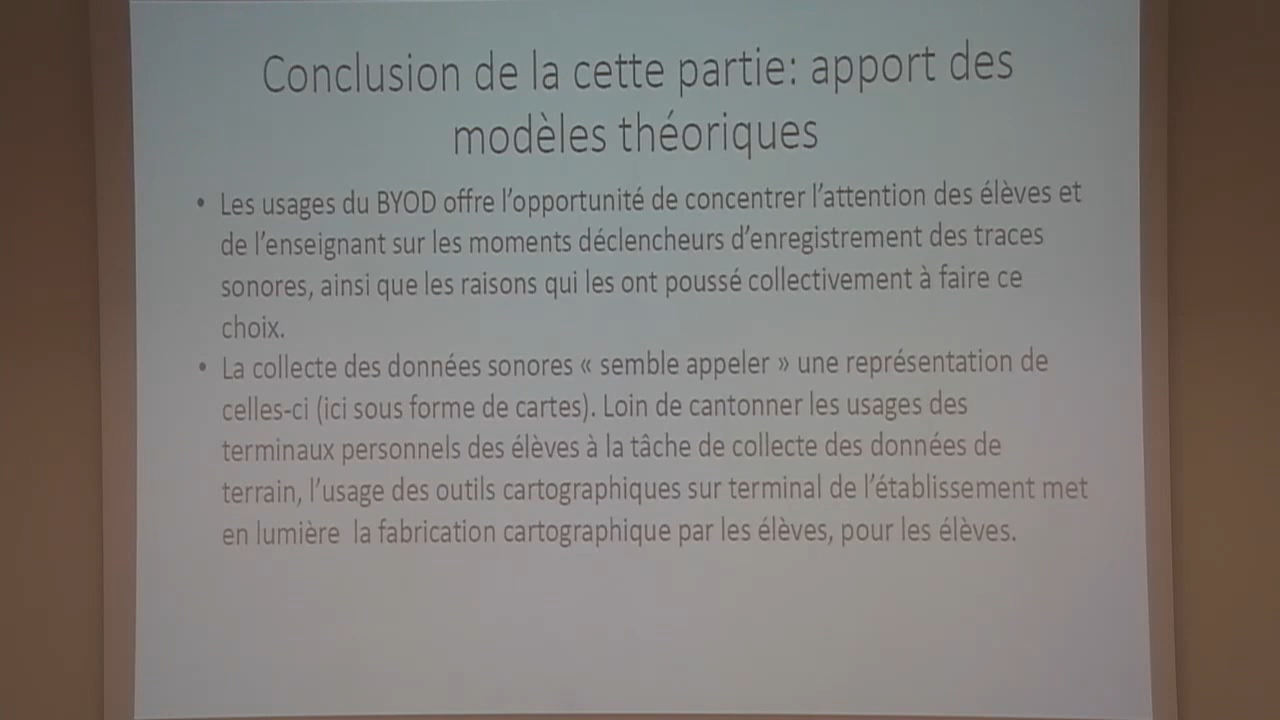 Conclusion de la cette partie: apport des
modèles théoriques
• Les usages du BYOD offre l'opportunité de concentrer l'attention des élèves et
de l'enseignant sur les moments déclencheurs d'enregistrement des traces
sonores, ainsi que les raisons qui les ont poussé collectivement à faire ce
choix.
• La collecte des données sonores « semble appeler » une représentation de
celles-ci (ici sous forme de cartes). Loin de cantonner les usages des
terminaux personnels des élèves à la tâche de collecte des données de
terrain, l'usage des outils cartographiques sur terminal de l'établissement met
en lumière  la fabrication cartographique par les élèves, pour les élèves.